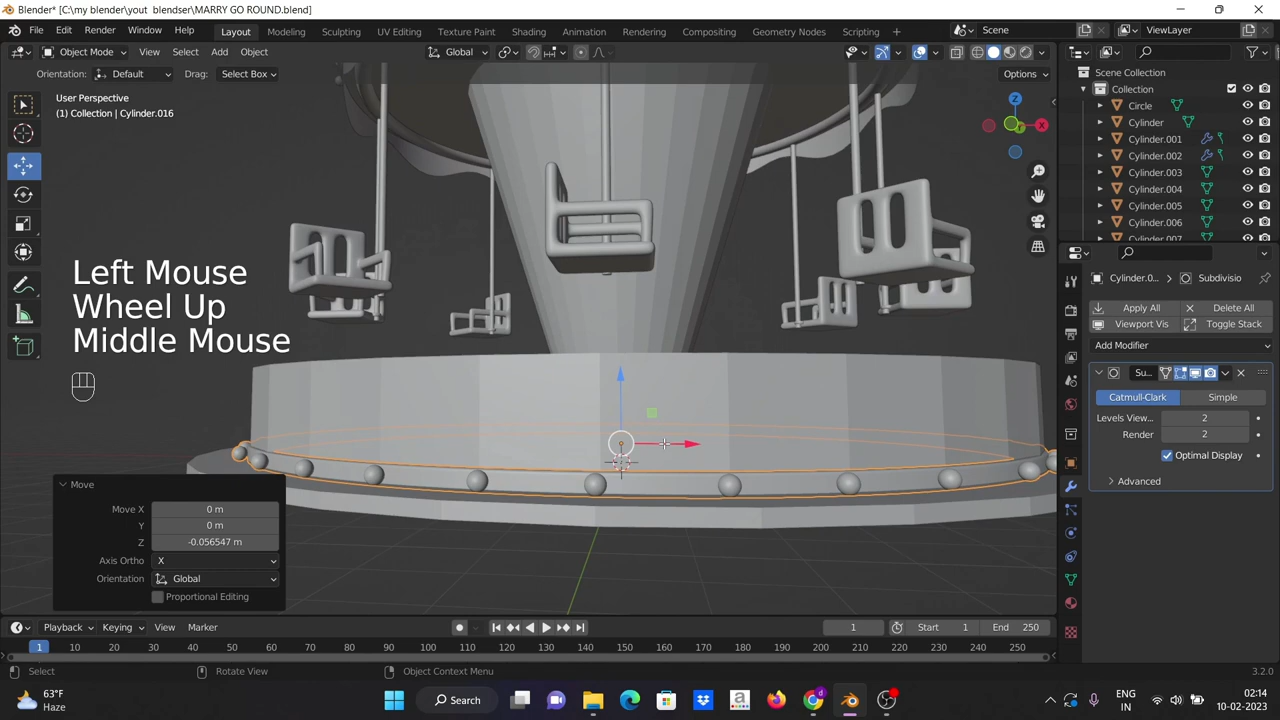 Blender* [C:\my blender\yout  blendser\MARRY GO ROUND.blend]
File Edit Render Window Help Layout Modeling Sculpting UV Editing Texture Paint Shading Animation Rendering Compositing Geometry Nodes Scripting + Scene ViewLayer
Object Mode View Select Add Object Global
Orientation: Default Drag: Select Box Options
User Perspective
(1) Collection | Cylinder.016
Z
X
Y
Left Mouse
Wheel Up
Middle Mouse
Move
Move X 0 m
Y 0 m
Z -0.056547 m
Axis Ortho X
Orientation Global
Proportional Editing
Scene Collection
Collection
Circle
Cylinder
Cylinder.001
Cylinder.002
Cylinder.003
Cylinder.004
Cylinder.005
Cylinder.006
Cylinder.007
Cylinder.0... Subdivisio
Apply All Delete All
Viewport Vis Toggle Stack
Add Modifier
Su...
Catmull-Clark Simple
Levels View... 2
Render 2
Optimal Display
Advanced
Playback Keying View Marker 1 Start 1 End 250
1 10 20 30 40 50 60 70 80 90 100 110 120 130 140 150 160 170 180 190 200 210 220 230 240 250
Select Rotate View Object Context Menu 3.2.0
63°F
Haze
Search
ENG
IN
02:14
10-02-2023